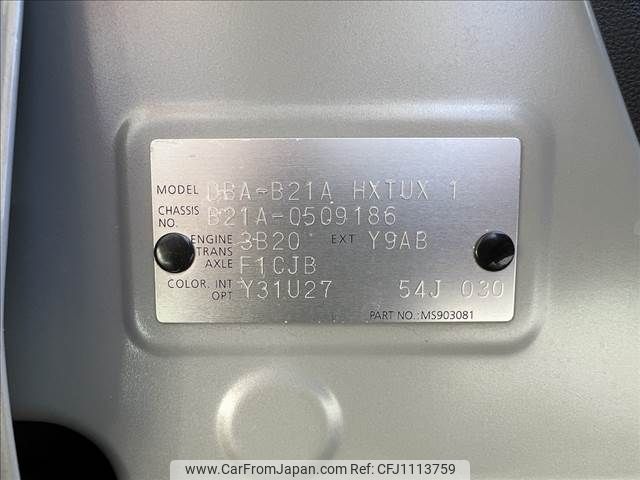 MODEL DBA-B21A HXTUX 1
CHASSIS NO. B21A-0509186
ENGINE 3B20 EXT Y9AB
TRANS AXLE F1CJB
COLOR. INT OPT Y31U27 54J 030
PART NO.:MS903081
www.CarFromJapan.com - CFJ1113759